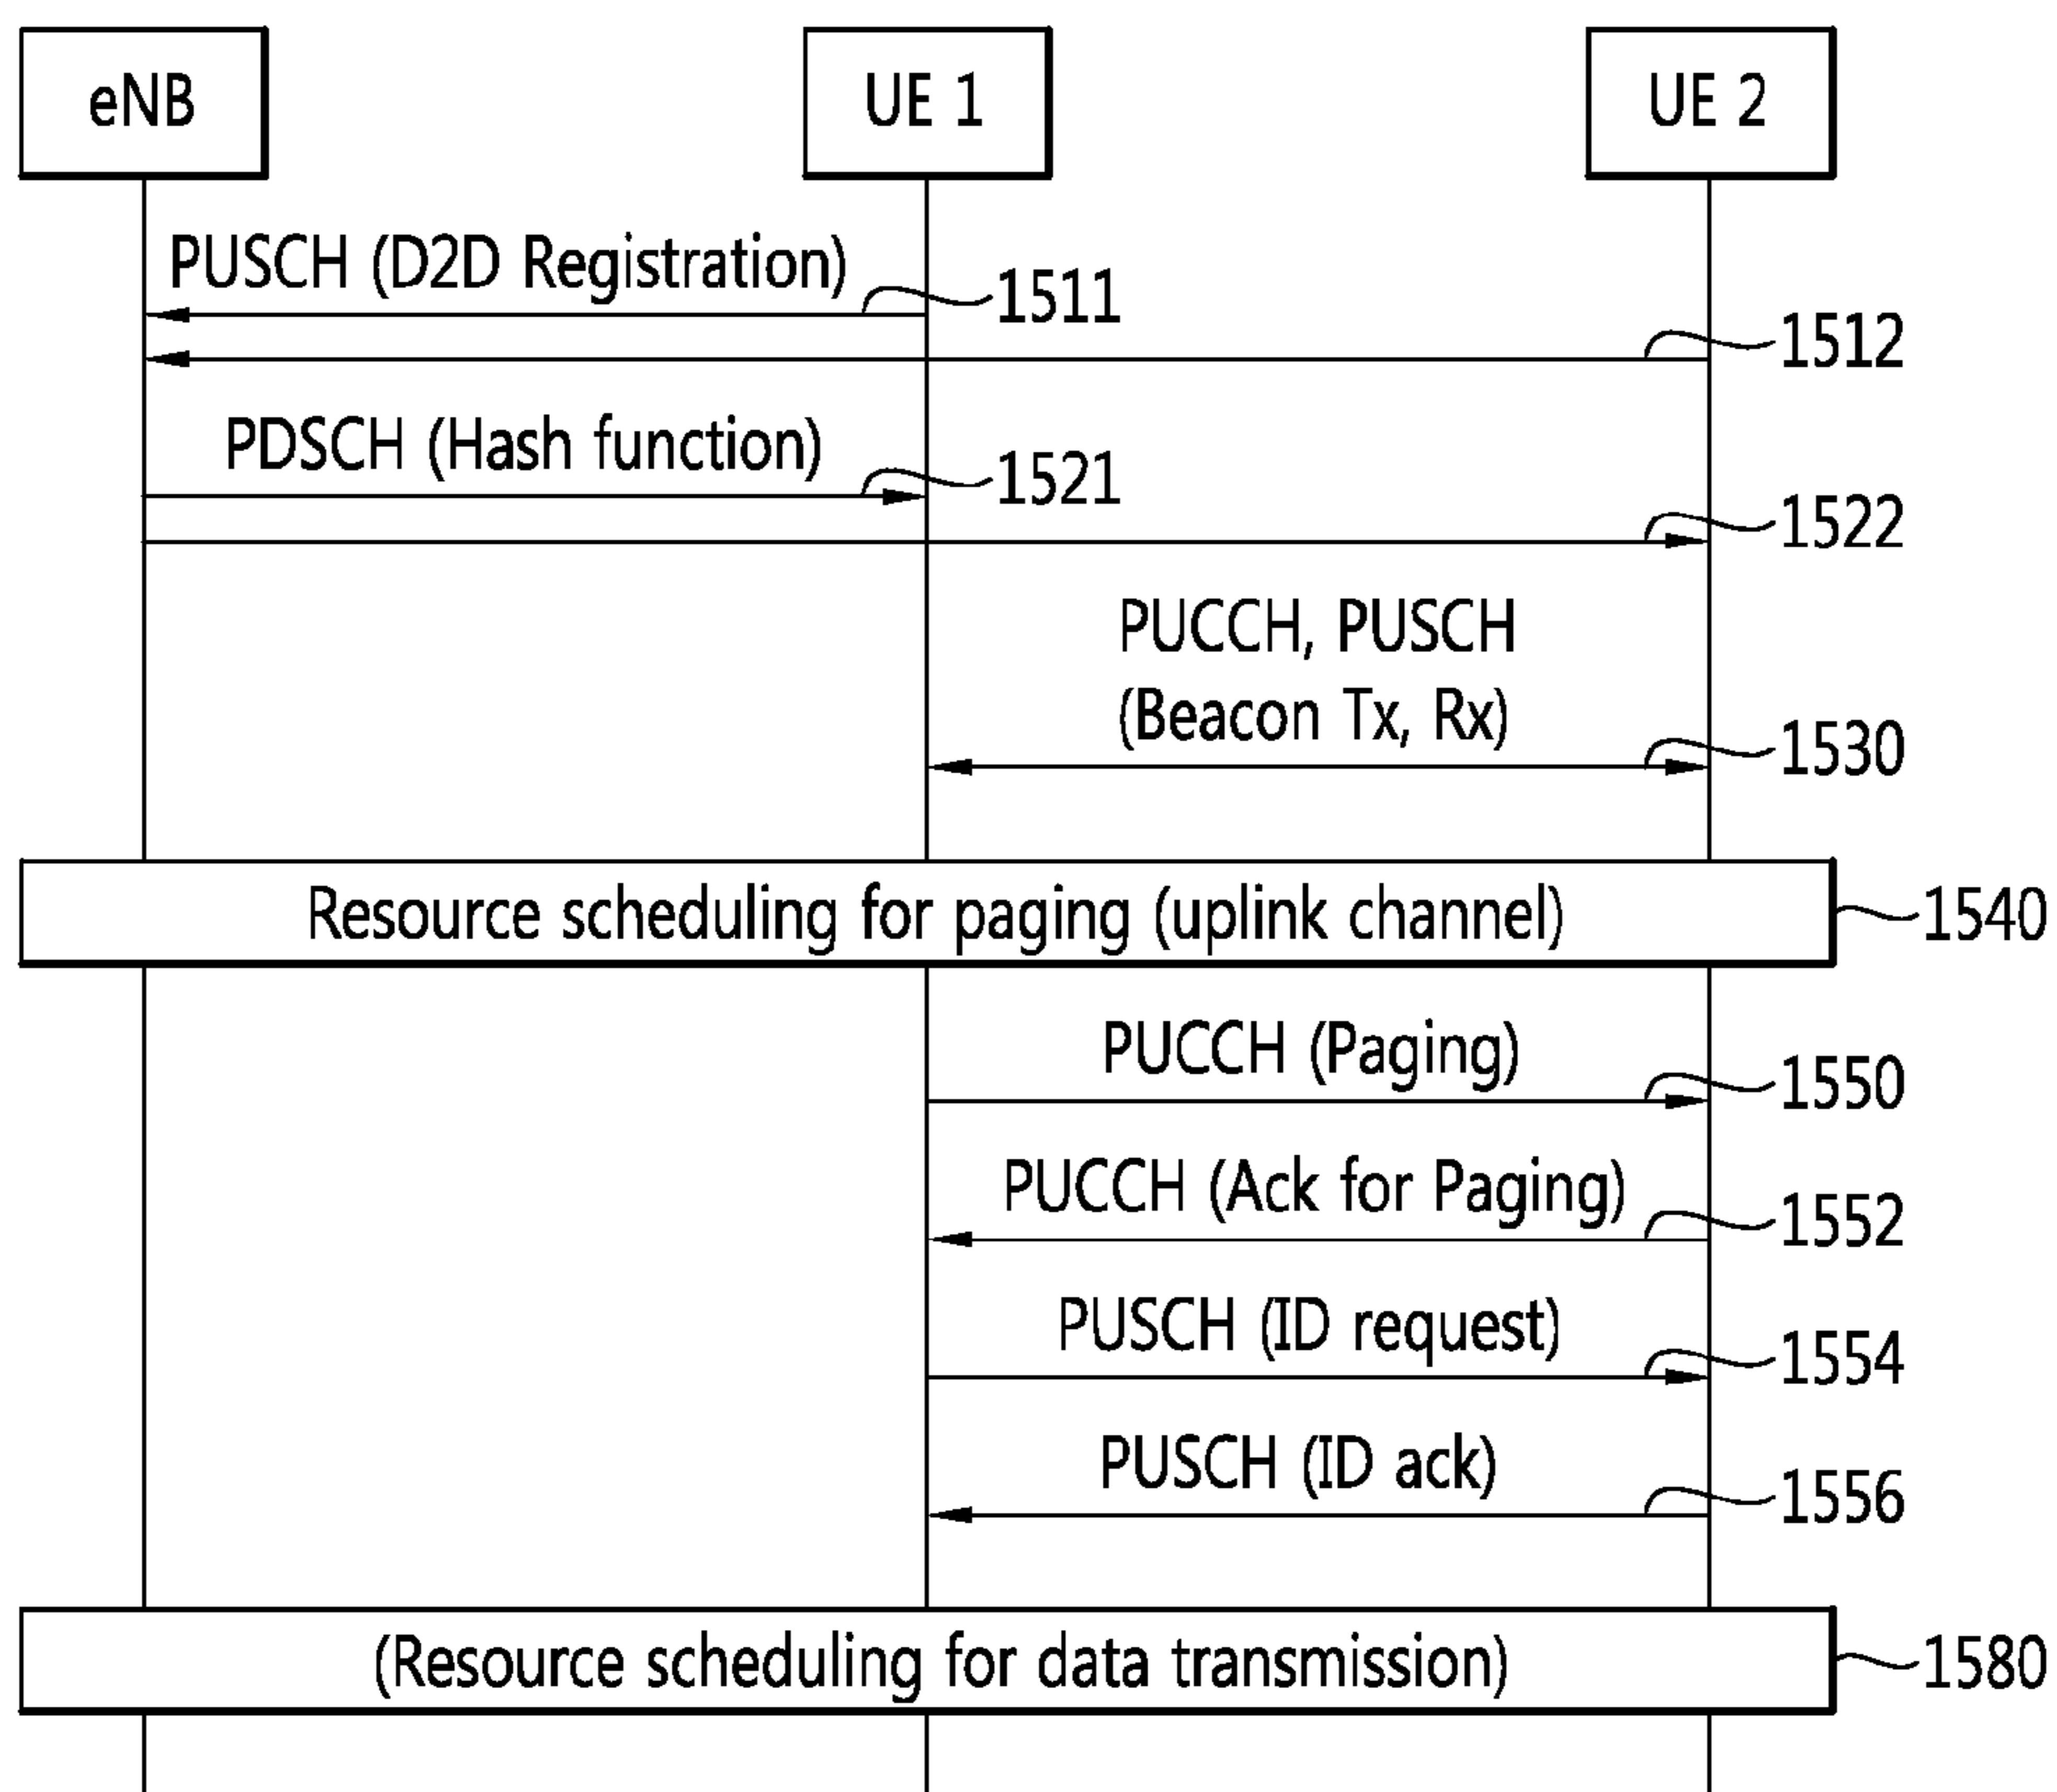 eNB
UE 1
UE 2
PUSCH (D2D Registration)
1511
1512
PDSCH (Hash function)
1521
1522
PUCCH, PUSCH
(Beacon Tx, Rx)
1530
Resource scheduling for paging (uplink channel)
1540
PUCCH (Paging)
1550
PUCCH (Ack for Paging)
1552
PUSCH (ID request)
1554
PUSCH (ID ack)
1556
(Resource scheduling for data transmission)
1580